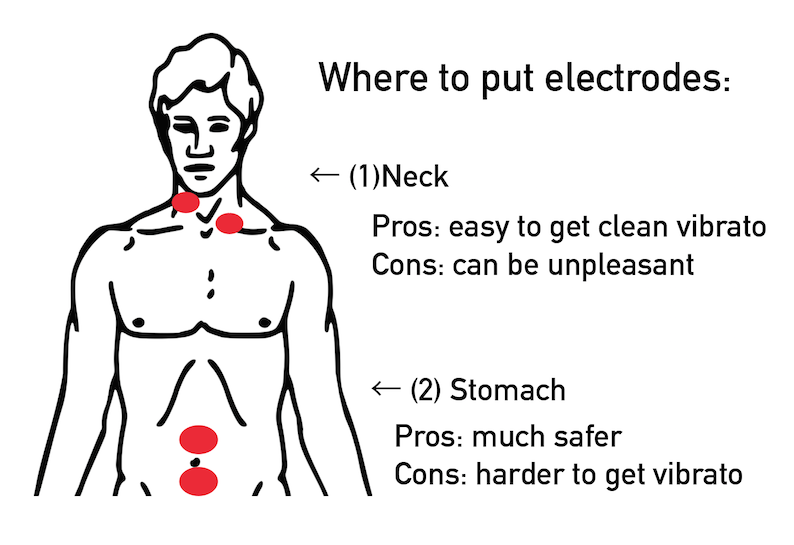 Where to put electrodes:
← (1)Neck
Pros: easy to get clean vibrato
Cons: can be unpleasant
← (2) Stomach
Pros: much safer
Cons: harder to get vibrato